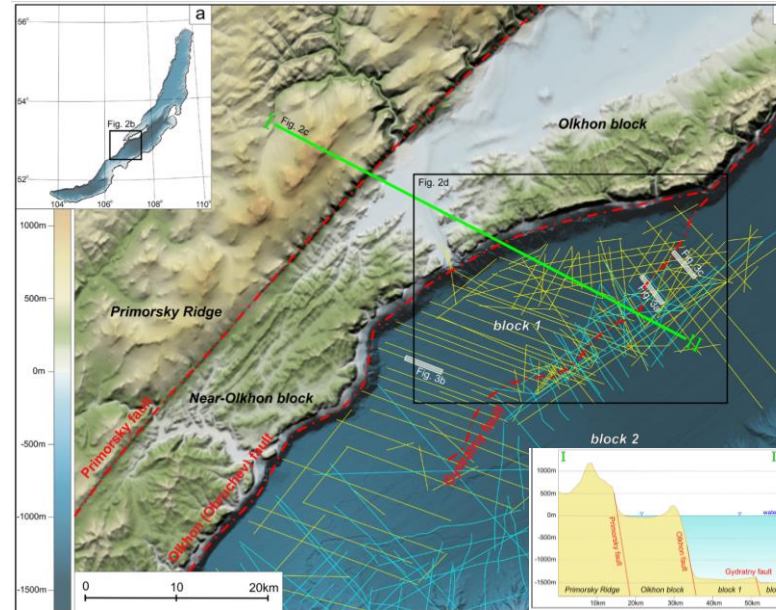 a
56°
54°
52°
104°
106°
108°
110°
Fig. 2b
1000m
500m
0m
-500m
-1000m
-1500m
Fig. 2c
Olkhon block
Fig. 2d
Primorsky Ridge
block 1
Fig. 3c
Fig. 3b
Near-Olkhon block
Primorsky fault
Olkhon (Obruchev) fault
Gydratny fault
block 2
0
10
20km
1000m
500m
0m
-500m
-1000m
-1500m
Primorsky fault
Olkhon fault
Gydratny fault
Primorsky Ridge
Olkhon block
block 1
10km
20km
30km
40km
50km